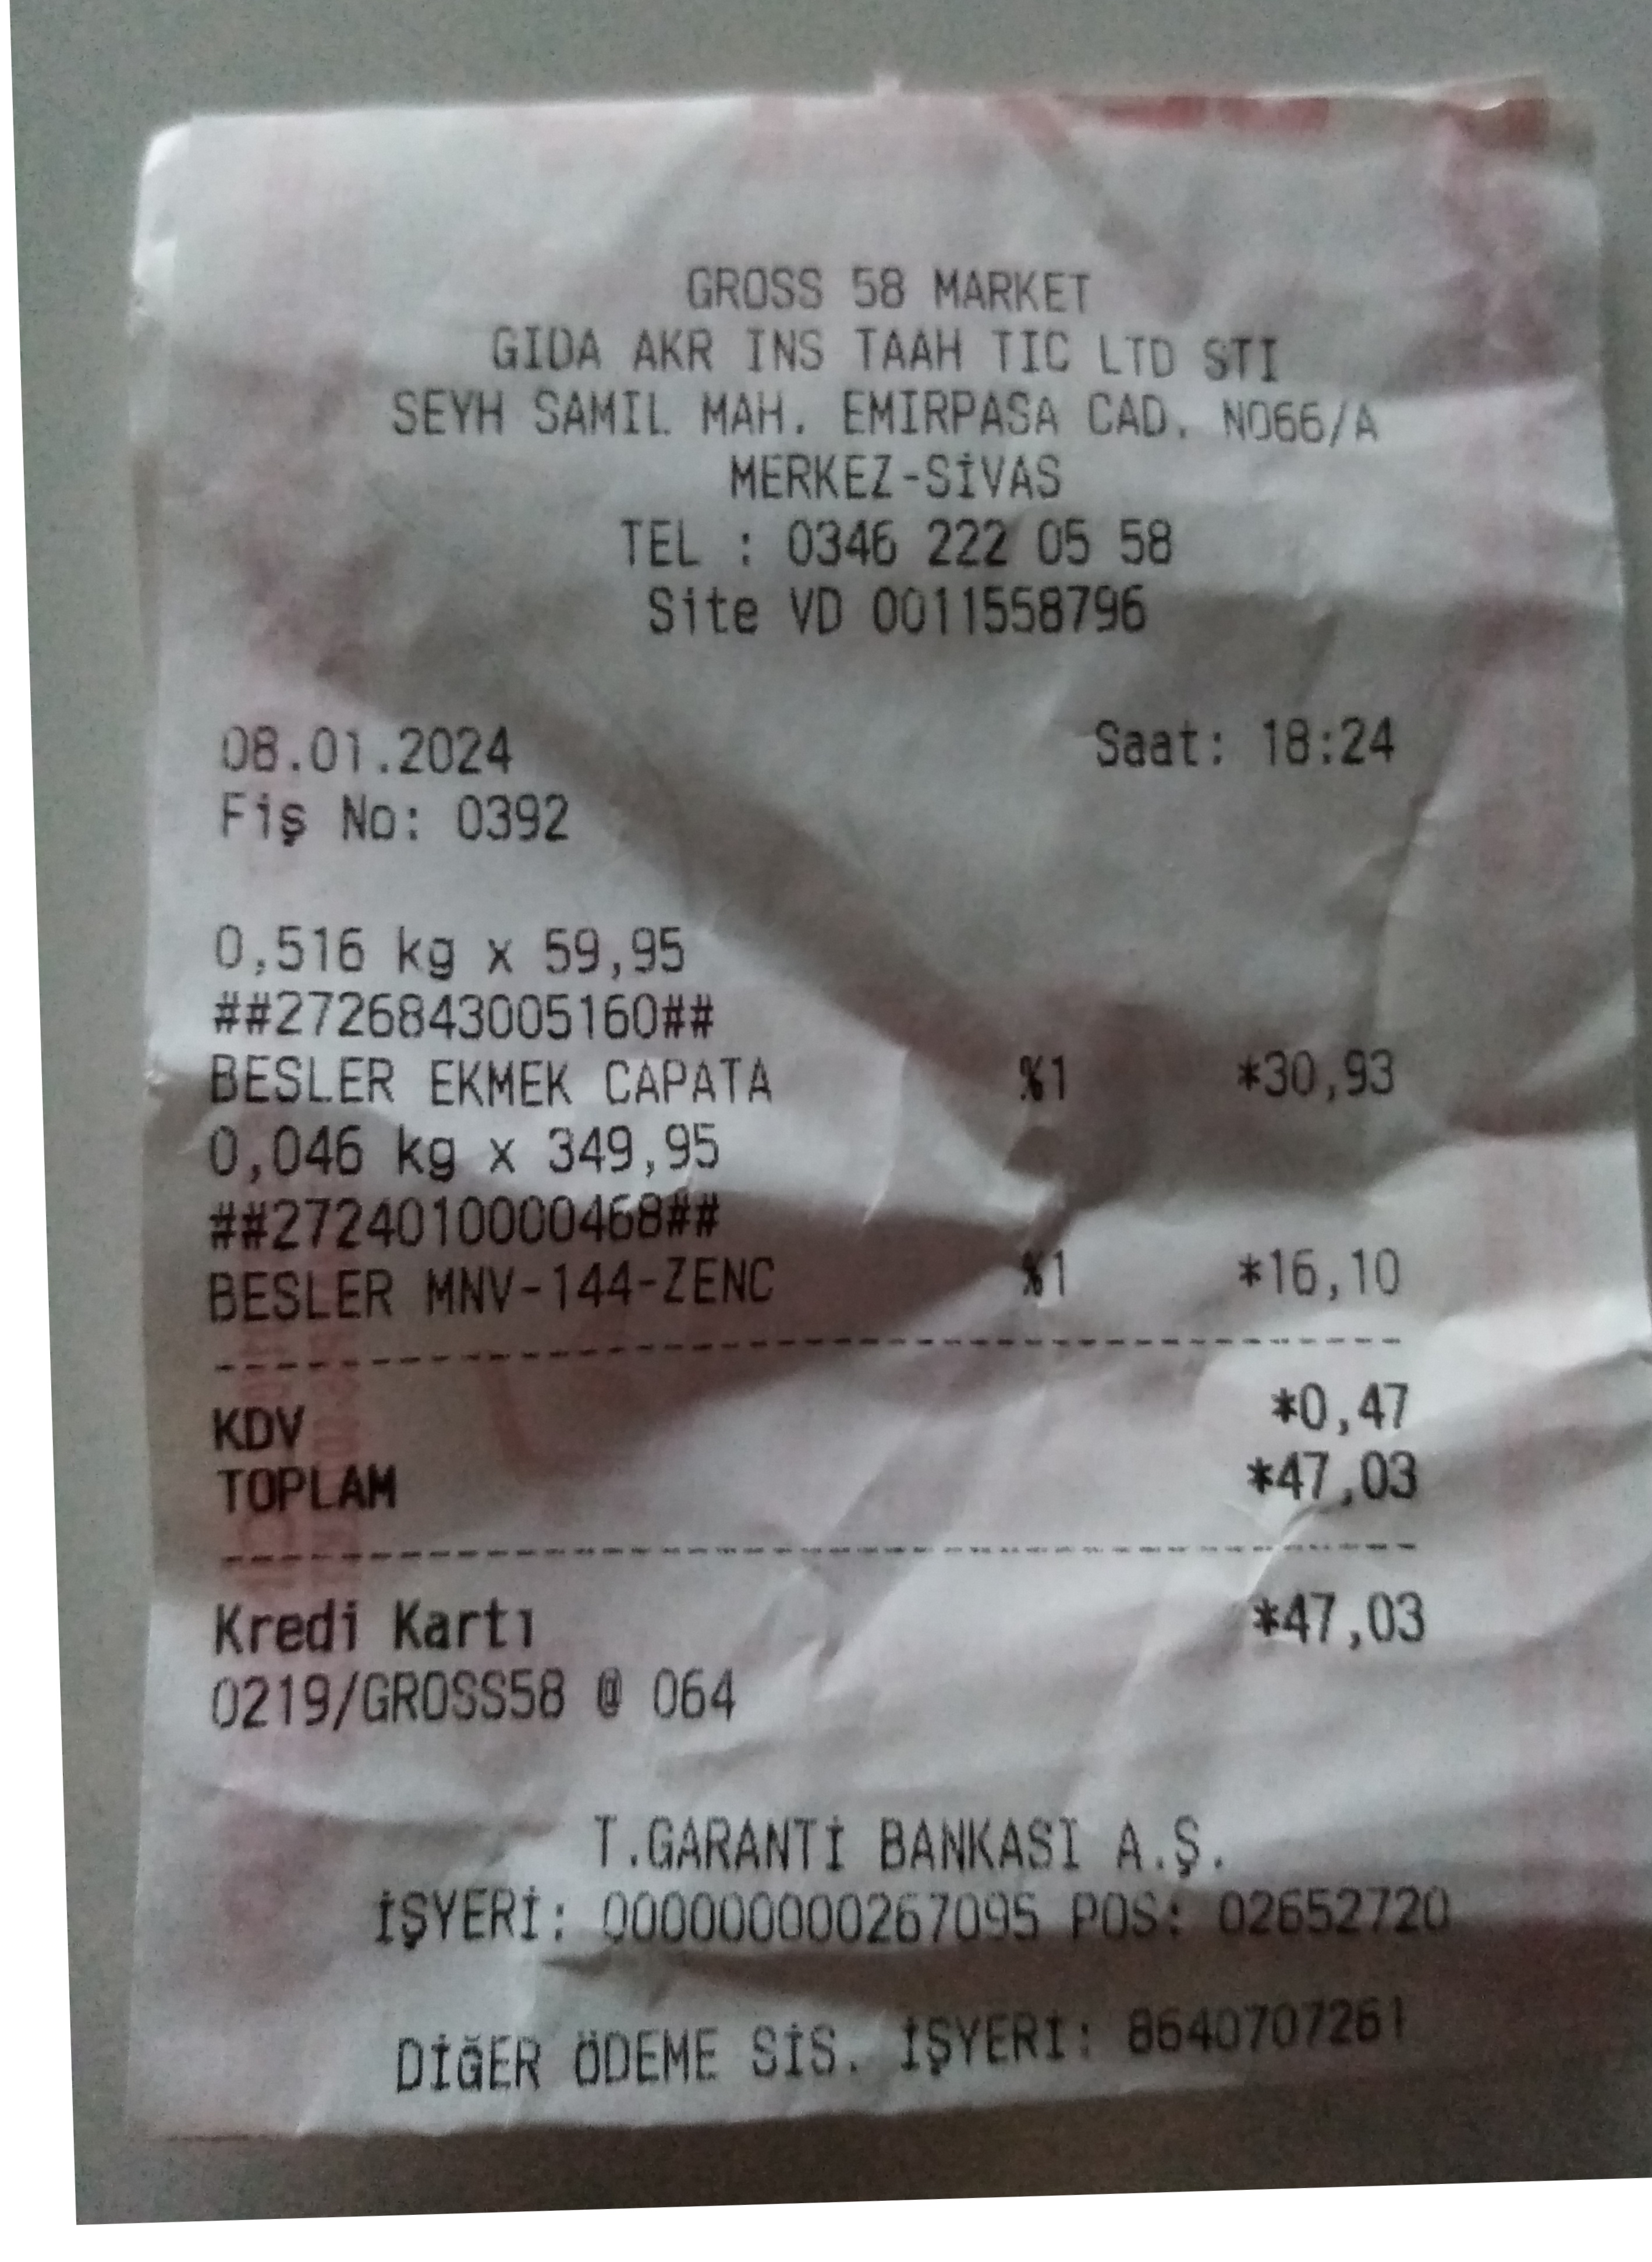 GROSS 58 MARKET
GIDA AKR INS TAAH TIC LTD STI
SEYH SAMIL MAH. EMIRPASA CAD. NO66/A
MERKEZ-SİVAS
TEL : 0346 222 05 58
Site VD 0011558796
08.01.2024 Saat: 18:24
Fiş No: 0392
0,516 kg x 59,95
##2726843005160##
BESLER EKMEK CAPATA %1 *30,93
0,046 kg x 349,95
##2724010000468##
BESLER MNV-144-ZENC %1 *16,10
KDV *0,47
TOPLAM *47,03
Kredi Kartı *47,03
0219/GROSS58 @ 064
T.GARANTİ BANKASI A.Ş.
İŞYERİ: 000000000267095 POS: 02652720
DİĞER ÖDEME SİS. İŞYERİ: 8640707261